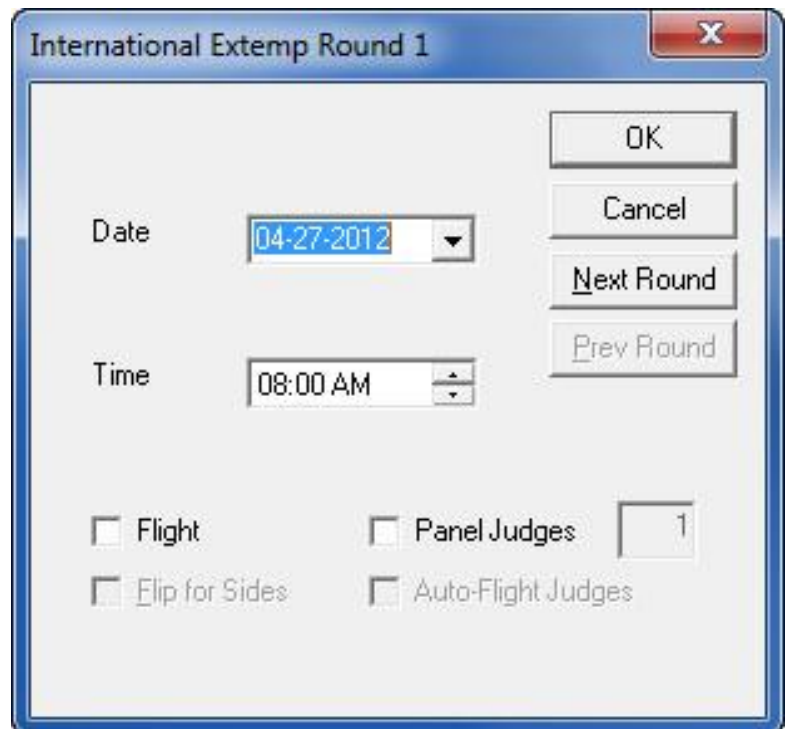 International Extemp Round 1
OK
Cancel
Date 04-27-2012
Next Round
Prev Round
Time 08:00 AM
Flight Panel Judges 1
Flip for Sides Auto-Flight Judges